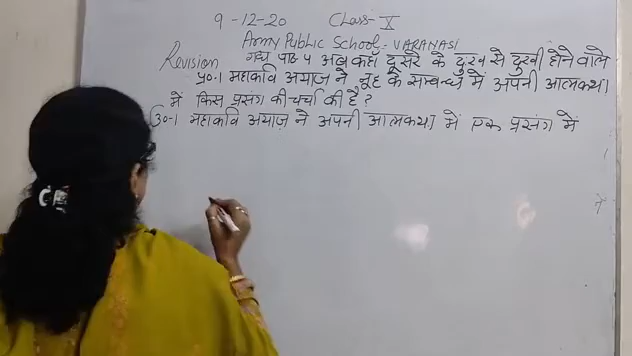 9-12-20 Class-X
Army Public School - VARANASI
Revision गद्य पाठ 4 अब कहाँ दूसरे के दुख से दुखी होने वाले
प्र०-1 महाकवि अयाज़ ने नूह के सम्बन्ध में अपनी आत्मकथा
में किस प्रसंग की चर्चा की है?
उ०-1 महाकवि अयाज़ ने अपनी आत्मकथा में एक प्रसंग में